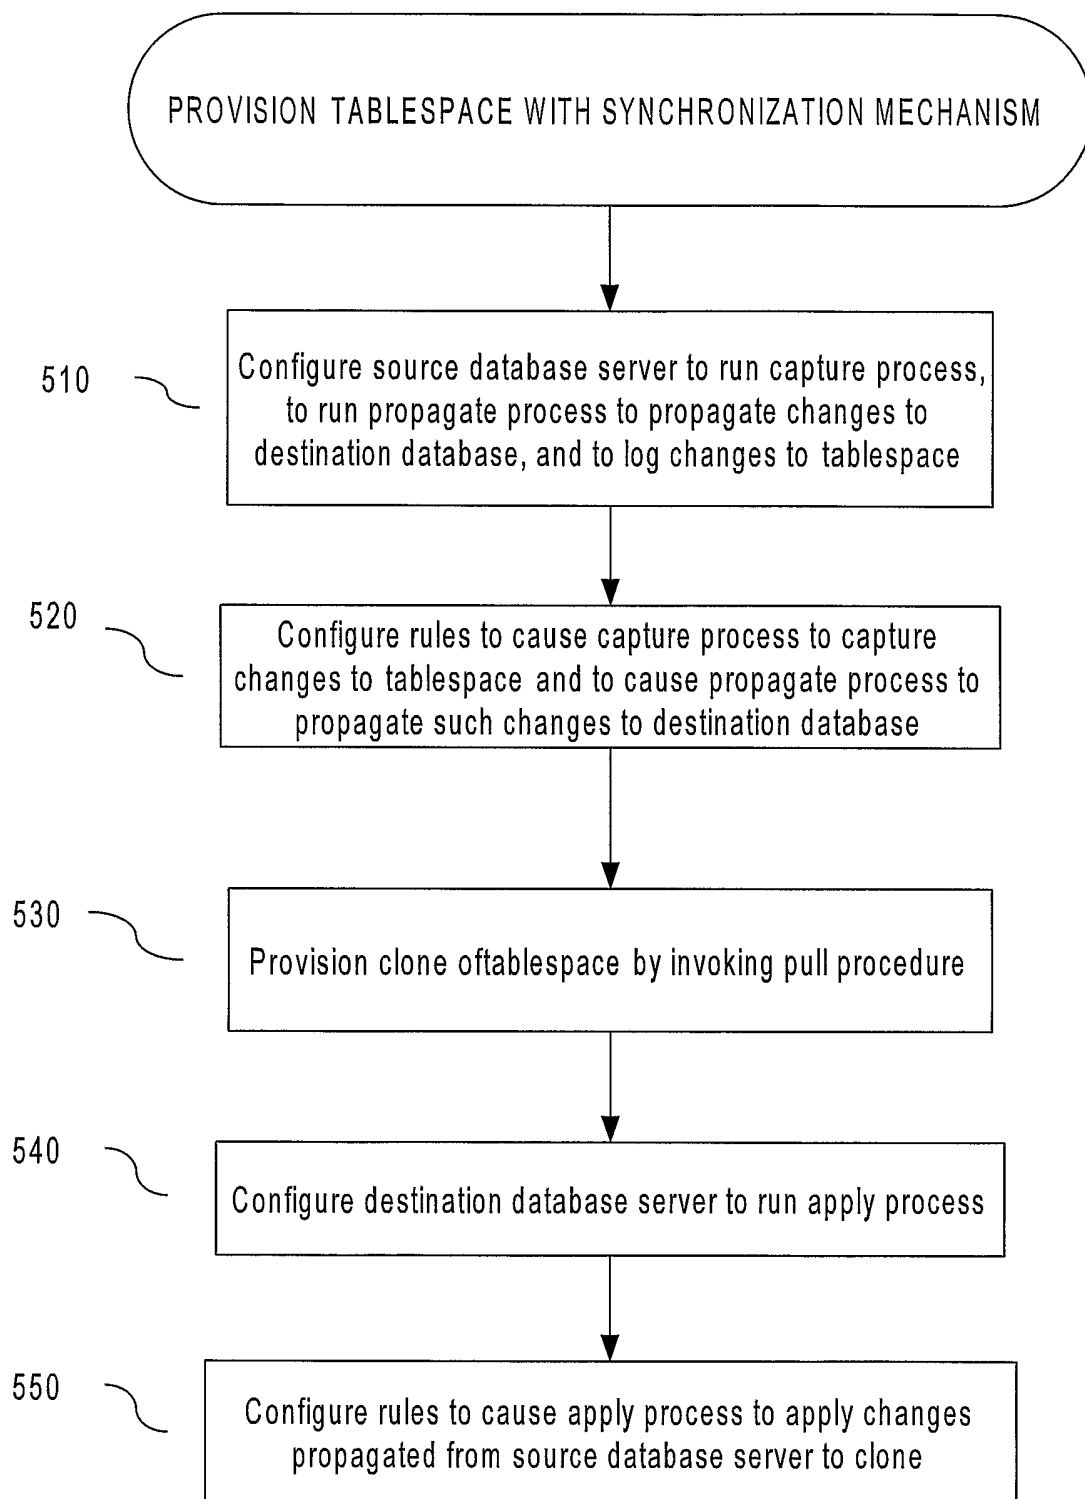 PROVISION TABLESPACE WITH SYNCHRONIZATION MECHANISM
510
Configure source database server to run capture process,
to run propagate process to propagate changes to
destination database, and to log changes to tablespace
520
Configure rules to cause capture process to capture
changes to tablespace and to cause propagate process to
propagate such changes to destination database
530
Provision clone oftablespace by invoking pull procedure
540
Configure destination database server to run apply process
550
Configure rules to cause apply process to apply changes
propagated from source database server to clone